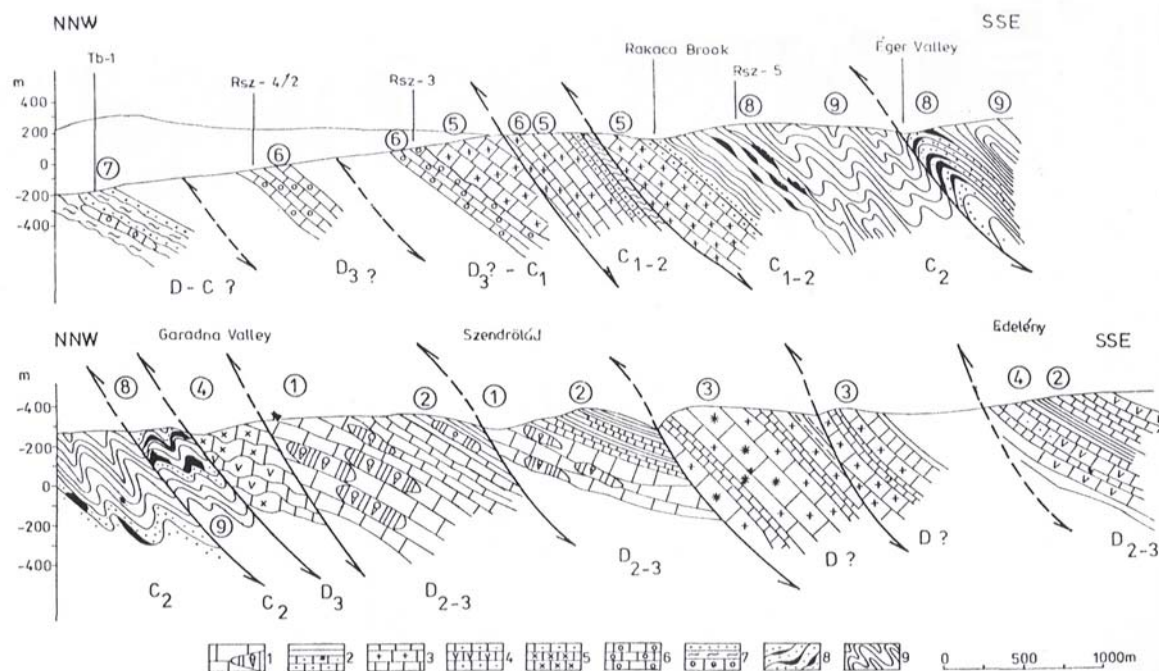 NNW SSE
Tb-1 Rsz-4/2 Rsz-3 Rakaca Brook Rsz-5 Éger Valley
m
400
200
0
-200
-400
7 6 6 5 6 5 5 8 9 8 9
D-C ? D3 ? D3?-C1 C1-2 C1-2 C2
NNW Garadna Valley Szendrölád Edelény SSE
m
-400
-200
0
-200
-400
8 4 1 2 1 2 3 3 4 2
9
C2 C2 D3 D2-3 D2-3 D ? D ? D2-3
1 2 3 4 5 6 7 8 9 0 500 1000m